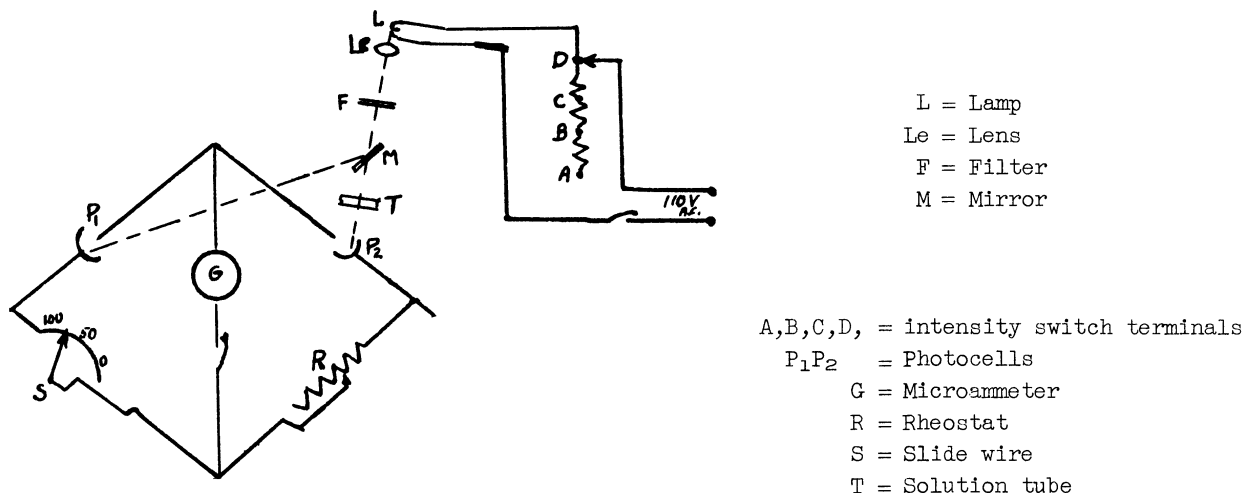 L
Le
F
M
T
P1
P2
G
S
R
100
50
0
D
C
B
A
110V
A.C.
L = Lamp
Le = Lens
F = Filter
M = Mirror
A,B,C,D, = intensity switch terminals
P₁P₂ = Photocells
G = Microammeter
R = Rheostat
S = Slide wire
T = Solution tube